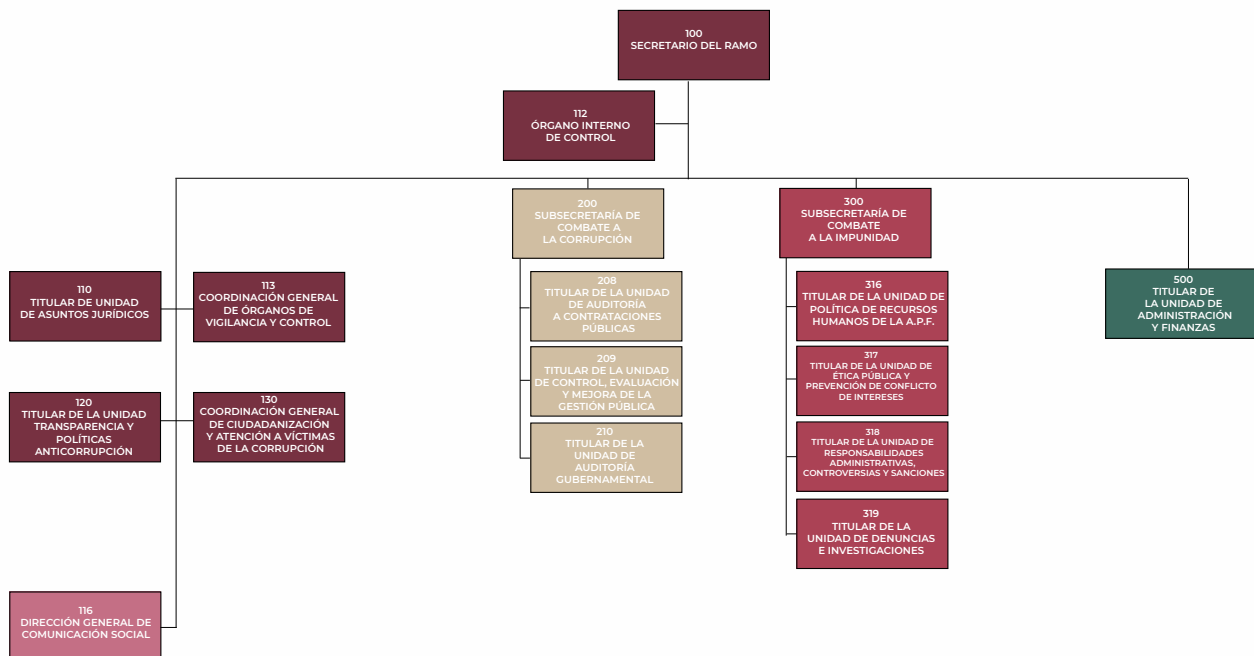 100
SECRETARIO DEL RAMO
112
ÓRGANO INTERNO
DE CONTROL
200
SUBSECRETARÍA DE
COMBATE A
LA CORRUPCIÓN
300
SUBSECRETARÍA DE
COMBATE
A LA IMPUNIDAD
110
TITULAR DE UNIDAD
DE ASUNTOS JURÍDICOS
113
COORDINACIÓN GENERAL
DE ÓRGANOS DE
VIGILANCIA Y CONTROL
208
TITULAR DE LA UNIDAD
DE AUDITORÍA
A CONTRATACIONES
PÚBLICAS
316
TITULAR DE LA UNIDAD DE
POLÍTICA DE RECURSOS
HUMANOS DE LA A.P.F.
500
TITULAR DE
LA UNIDAD DE
ADMINISTRACIÓN
Y FINANZAS
209
TITULAR DE LA UNIDAD
DE CONTROL, EVALUACIÓN
Y MEJORA DE LA
GESTIÓN PÚBLICA
317
TITULAR DE LA UNIDAD DE
ÉTICA PÚBLICA Y
PREVENCIÓN DE CONFLICTO
DE INTERESES
120
TITULAR DE LA UNIDAD
TRANSPARENCIA Y
POLÍTICAS
ANTICORRUPCIÓN
130
COORDINACIÓN GENERAL
DE CIUDADANIZACIÓN
Y ATENCIÓN A VÍCTIMAS
DE LA CORRUPCIÓN
210
TITULAR DE LA
UNIDAD DE
AUDITORÍA
GUBERNAMENTAL
318
TITULAR DE LA UNIDAD DE
RESPONSABILIDADES
ADMINISTRATIVAS,
CONTROVERSIAS Y SANCIONES
319
TITULAR DE LA
UNIDAD DE DENUNCIAS
E INVESTIGACIONES
116
DIRECCIÓN GENERAL DE
COMUNICACIÓN SOCIAL